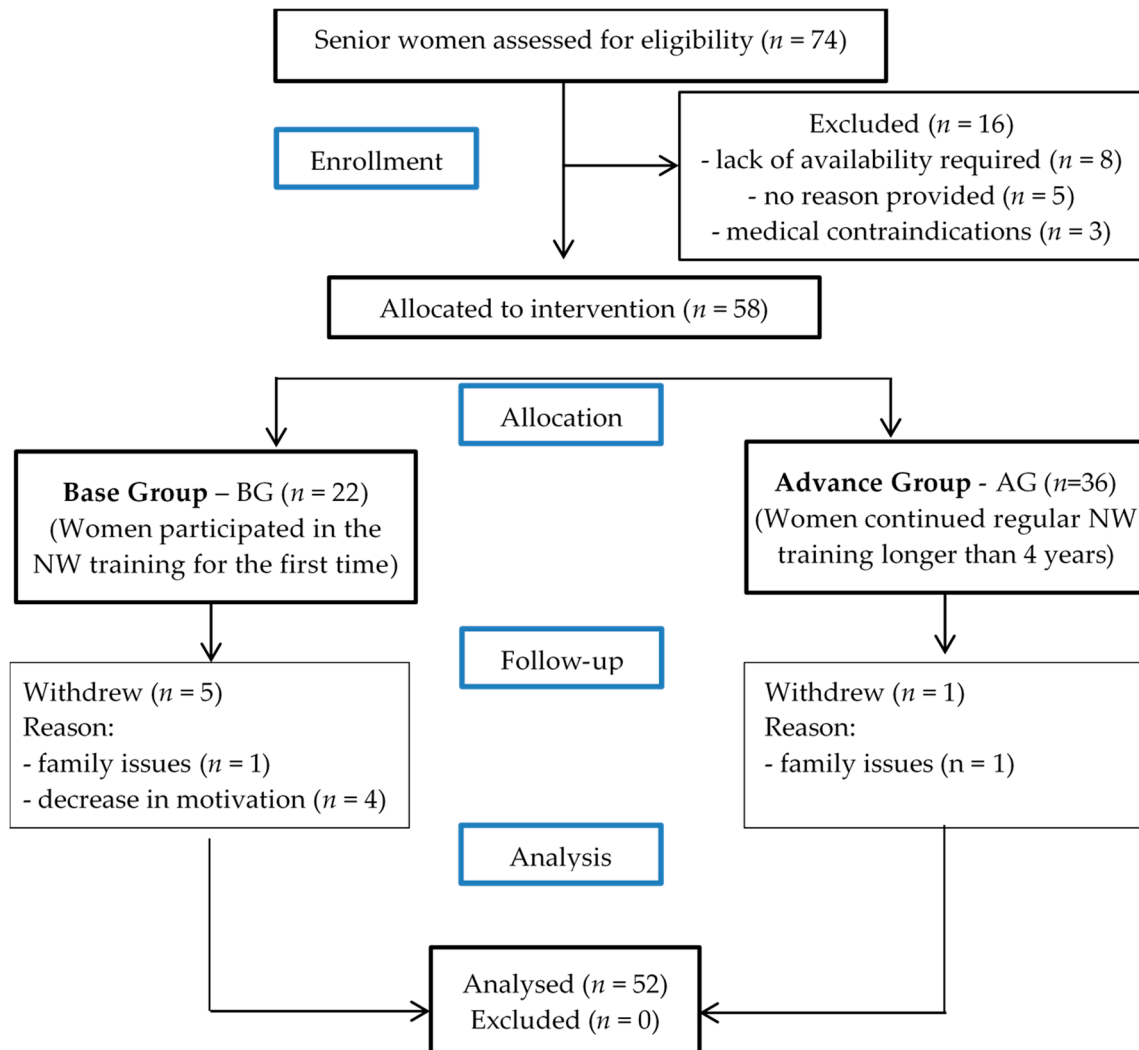 Senior women assessed for eligibility (n = 74)
Enrollment
Excluded (n = 16)
- lack of availability required (n = 8)
- no reason provided (n = 5)
- medical contraindications (n = 3)
Allocated to intervention (n = 58)
Allocation
Base Group – BG (n = 22)
(Women participated in the
NW training for the first time)
Advance Group - AG (n=36)
(Women continued regular NW
training longer than 4 years)
Follow-up
Withdrew (n = 5)
Reason:
- family issues (n = 1)
- decrease in motivation (n = 4)
Withdrew (n = 1)
Reason:
- family issues (n = 1)
Analysis
Analysed (n = 52)
Excluded (n = 0)